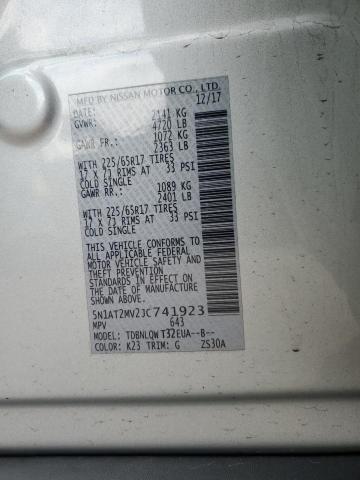 MFD BY NISSAN MOTOR CO., LTD.
DATE: 12/17
GVWR: 2141 KG
4720 LB
GAWR FR.: 1072 KG
2363 LB
WITH 225/65R17 TIRES
17 X 7J RIMS AT 33 PSI
COLD SINGLE
GAWR RR.: 1089 KG
2401 LB
WITH 225/65R17 TIRES
17 X 7J RIMS AT 33 PSI
COLD SINGLE
THIS VEHICLE CONFORMS TO
ALL APPLICABLE FEDERAL
MOTOR VEHICLE SAFETY
AND THEFT PREVENTION
STANDARDS IN EFFECT ON
THE DATE OF MANUFACTURE
SHOWN ABOVE.
5N1AT2MV2JC741923
MPV 643
TDBNLQW T32EUA--B--
COLOR: K23 TRIM: G ZS30A